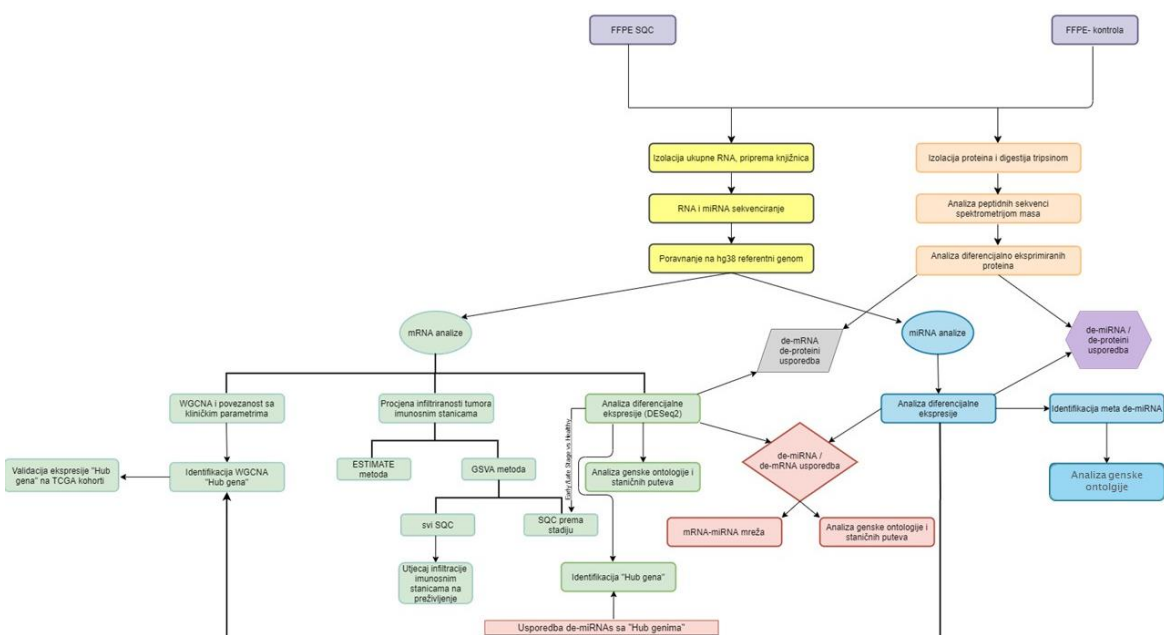 FFPE SQC
FFPE- kontrola
Izolacija ukupne RNA, priprema knjižnica
Izolacija proteina i digestija tripsinom
RNA i miRNA sekvenciranje
Analiza peptidnih sekvenci
spektrometrijom masa
Poravnanje na hg38 referentni genom
Analiza diferencijalno eksprimiranih
proteina
mRNA analize
de-mRNA
de-proteini
usporedba
miRNA analize
de-miRNA /
de-proteini
usporedba
WGCNA i povezanost sa
kliničkim parametrima
Procjena infiltriranosti tumora
imunosnim stanicama
Analiza diferencijalne
ekspresije (DESeq2)
Analiza diferencijalne
ekspresije
Identifikacija meta de-miRNA
Early /Late Stage vs Healthy
Validacija ekspresije "Hub
gena" na TCGA kohorti
Identifikacija WGCNA
"Hub gena"
ESTIMATE
metoda
GSVA metoda
Analiza genske ontologije i
staničnih puteva
de-miRNA /
de-mRNA usporedba
Analiza genske
ontolgije
svi SQC
SQC prema
stadiju
mRNA-miRNA mreža
Analiza genske ontologije i
staničnih puteva
Utjecaj infiltracije
imunosnim
stanicama na
preživljenje
Identifikacija "Hub gena"
Usporedba de-miRNAs sa "Hub genima"